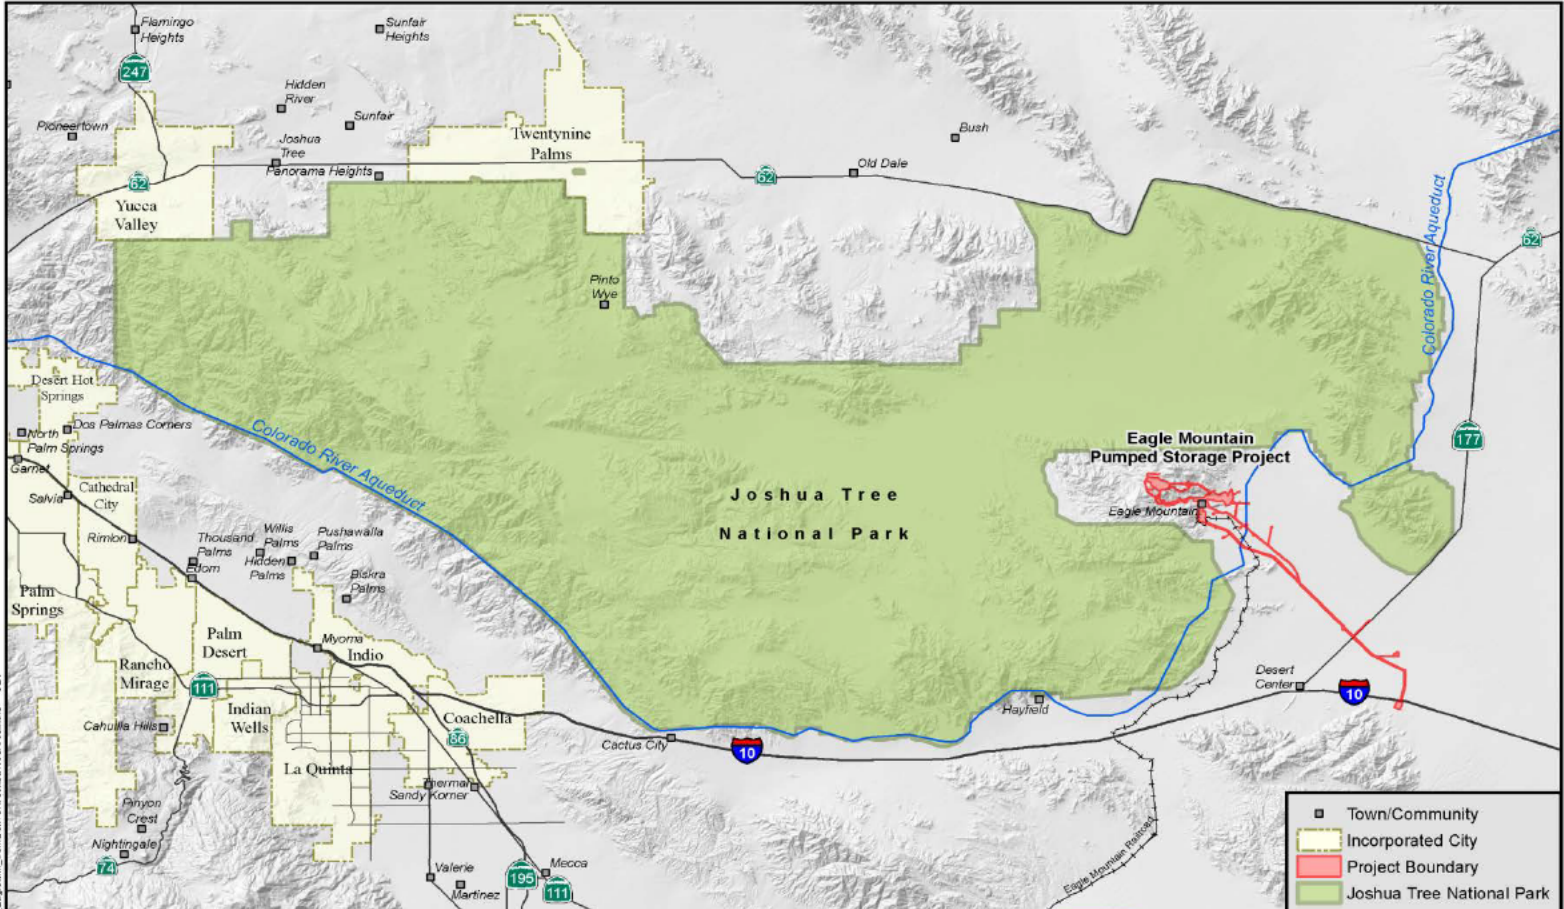 Flamingo
Heights
Sunfair
Heights
247
Hidden
River
Pioneertown
Sunfair
Joshua
Tree
Panorama Heights
Twentynine
Palms
Bush
Old Dale
62
62
62
Yucca
Valley
Colorado River Aqueduct
Pinto
Wye
Desert Hot
Springs
North
Palm Springs
Dos Palmas Corners
Garnet
Colorado River Aqueduct
177
Eagle Mountain
Pumped Storage Project
Eagle Mountain
Joshua Tree
National Park
Salvia
Cathedral
City
Rimlon
Thousand
Palms
Edom
Willis
Palms
Hidden
Palms
Pushawalla
Palms
Biskra
Palms
Palm
Springs
Palm
Desert
Myoma
Indio
Rancho
Mirage
111
Indian
Wells
Cahuilla Hills
Coachella
86
La Quinta
Cactus City
10
Hayfield
Desert
Center
10
Thermal
Sandy Korner
Pinyon
Crest
Nightingale
74
Valerie
Martinez
195
Mecca
111
Eagle Mountain Railroad
Town/Community
Incorporated City
Project Boundary
Joshua Tree National Park